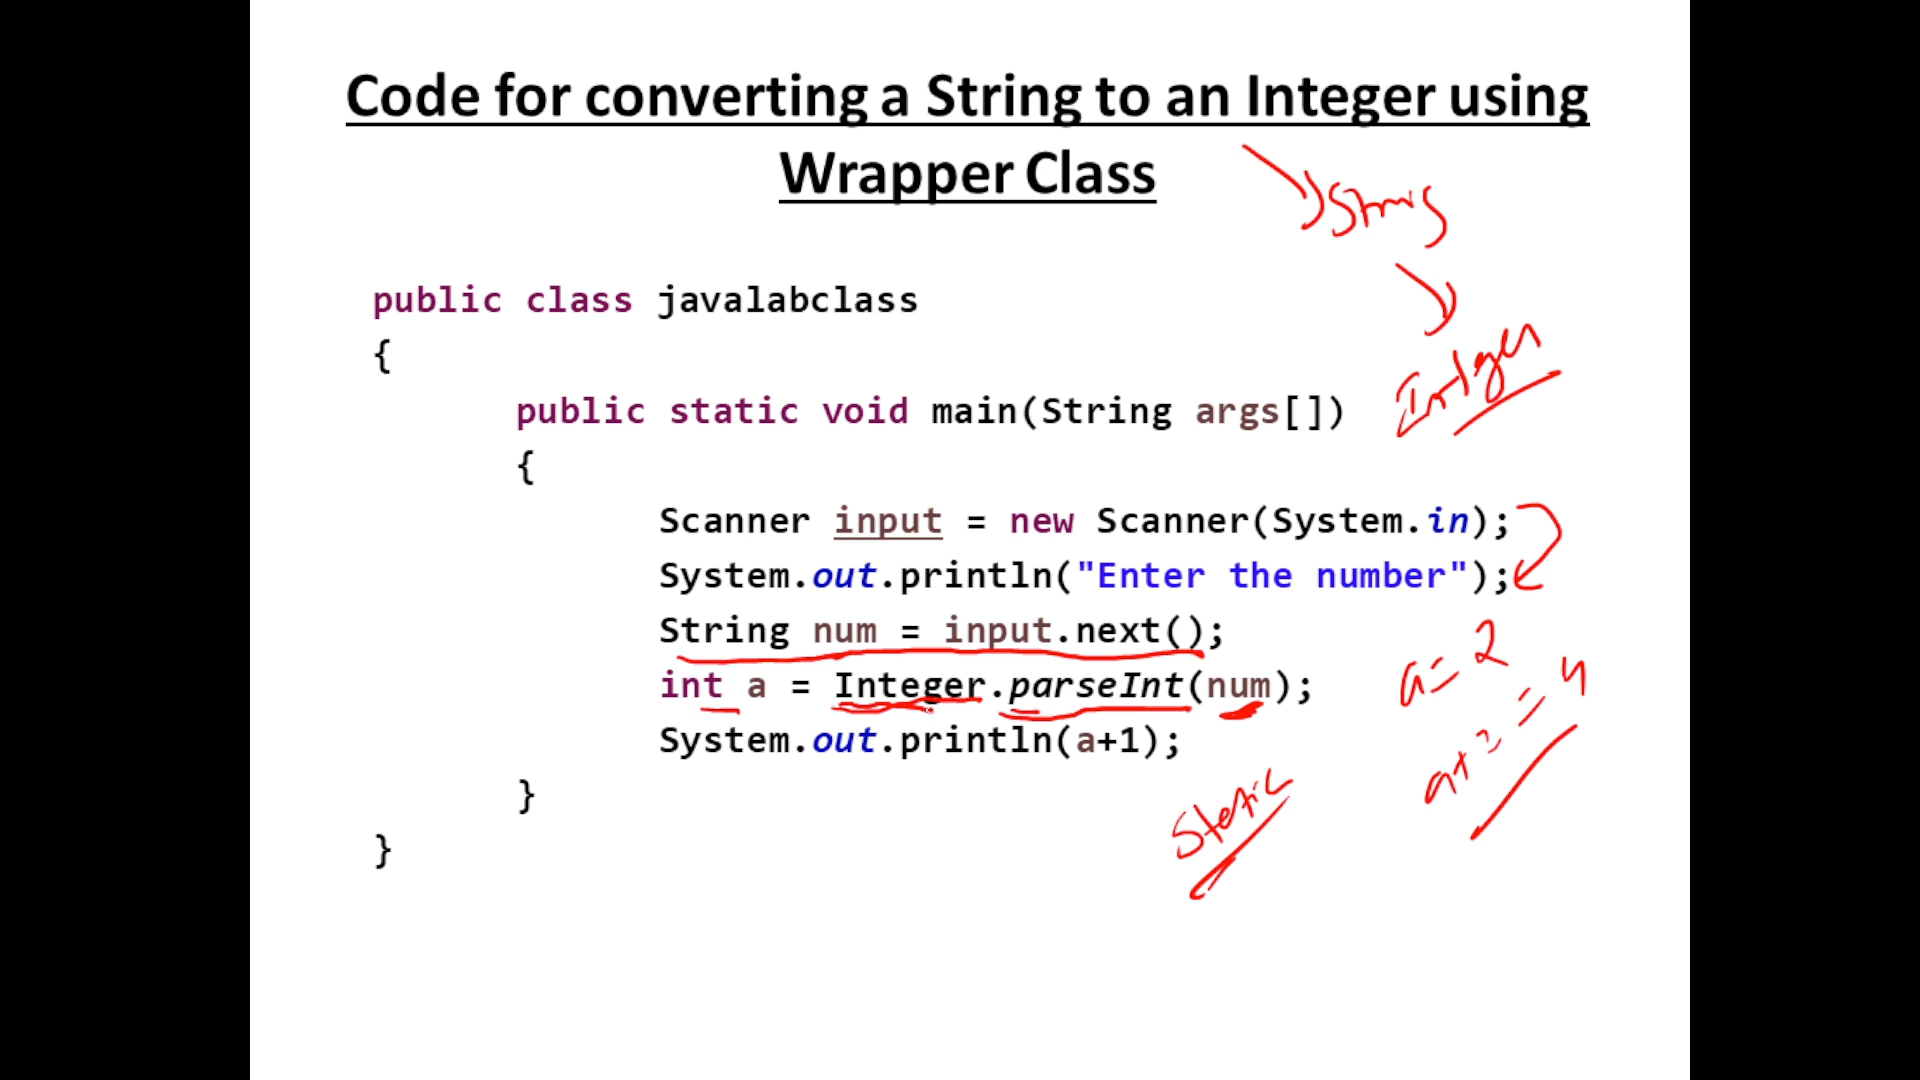 Code for converting a String to an Integer using
Wrapper Class
String
Integer
public class javalabclass
{
public static void main(String args[])
{
Scanner input = new Scanner(System.in);
System.out.println("Enter the number");
String num = input.next();
int a = Integer.parseInt(num);
System.out.println(a+1);
}
}
a=2
a+2=4
Static